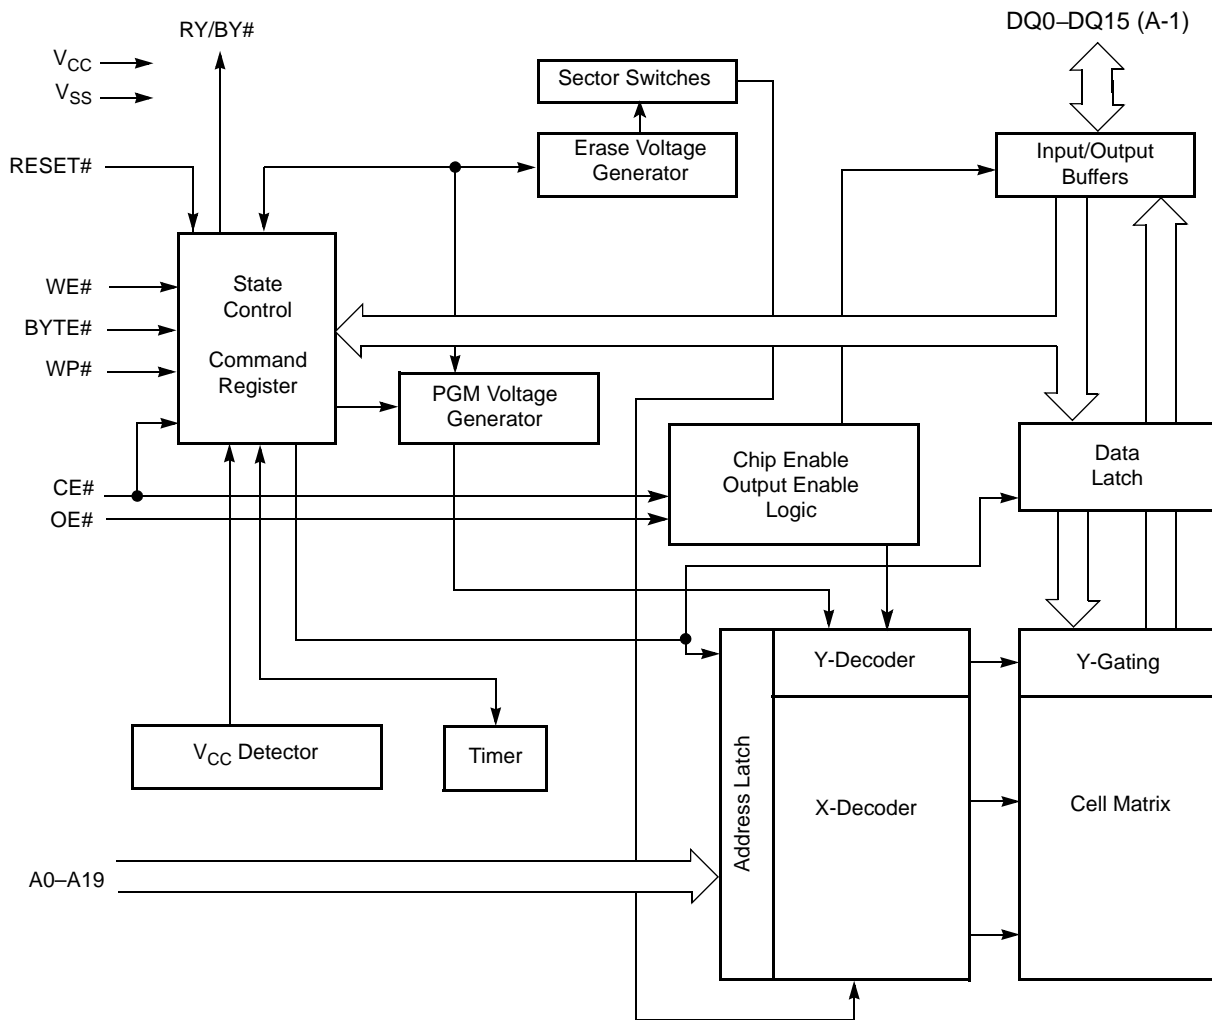 RY/BY#
DQ0–DQ15 (A-1)
VCC
VSS
Sector Switches
RESET#
Erase Voltage
Generator
Input/Output
Buffers
WE#
BYTE#
WP#
State
Control
Command
Register
PGM Voltage
Generator
CE#
OE#
Chip Enable
Output Enable
Logic
Data
Latch
Y-Decoder
Y-Gating
VCC Detector
Timer
Address Latch
X-Decoder
Cell Matrix
A0–A19